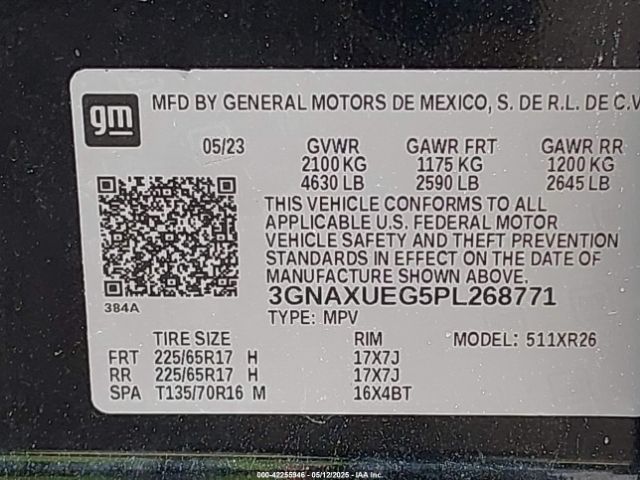 gm
MFD BY GENERAL MOTORS DE MEXICO, S. DE R.L. DE C.V
05/23 GVWR GAWR FRT GAWR RR
2100 KG 1175 KG 1200 KG
4630 LB 2590 LB 2645 LB
THIS VEHICLE CONFORMS TO ALL
APPLICABLE U.S. FEDERAL MOTOR
VEHICLE SAFETY AND THEFT PREVENTION
STANDARDS IN EFFECT ON THE DATE OF
MANUFACTURE SHOWN ABOVE.
384A
3GNAXUEG5PL268771
TYPE: MPV
TIRE SIZE RIM MODEL: 511XR26
FRT 225/65R17 H 17X7J
RR 225/65R17 H 17X7J
SPA T135/70R16 M 16X4BT
000-42255946 - 05/12/2025 - IAA Inc.